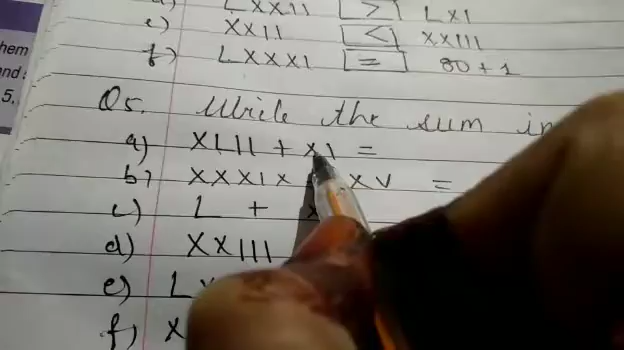 LXXII > LXI
e) XXII < XXIII
f) LXXXI = 80+1
hem
nd:
5,
Q5. Write the sum in
a) XLII + XI =
b) XXXIX XV =
c) L +
d) XXIII
e) L
f) X